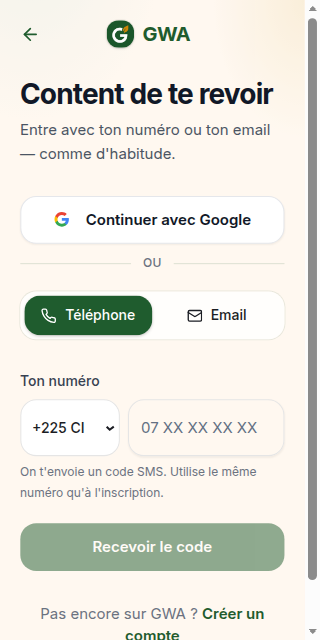 GWA
Content de te revoir
Entre avec ton numéro ou ton email
— comme d'habitude.
Continuer avec Google
OU
Téléphone
Email
Ton numéro
+225 CI
07 XX XX XX XX
On t'envoie un code SMS. Utilise le même
numéro qu'à l'inscription.
Recevoir le code
Pas encore sur GWA ? Créer un
compte